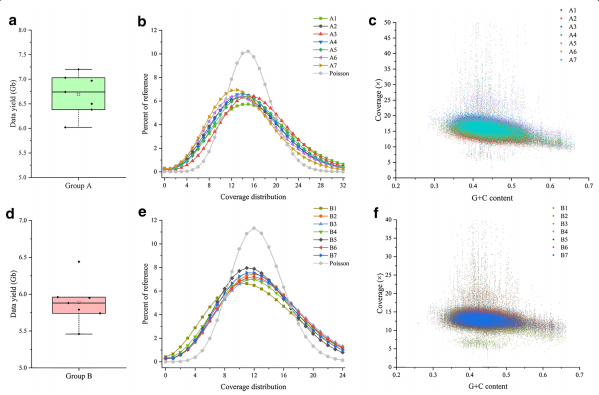 a
8.0
7.5
7.0
6.5
6.0
5.5
5.0
Data yield (Gb)
Group A
b
12
10
8
6
4
2
0
Percent of reference
0 4 8 12 16 20 24 28 32
Coverage distribution
A1
A2
A3
A4
A5
A6
A7
Poisson
c
50
45
40
35
30
25
20
15
10
5
0
Coverage (×)
0.2 0.3 0.4 0.5 0.6 0.7
G+C content
A1
A2
A3
A4
A5
A6
A7
d
7.0
6.5
6.0
5.5
5.0
Data yield (Gb)
Group B
e
12
10
8
6
4
2
0
Percent of reference
0 4 8 12 16 20 24
Coverage distribution
B1
B2
B3
B4
B5
B6
B7
Poisson
f
40
35
30
25
20
15
10
5
0
Coverage (×)
0.2 0.3 0.4 0.5 0.6 0.7
G+C content
B1
B2
B3
B4
B5
B6
B7